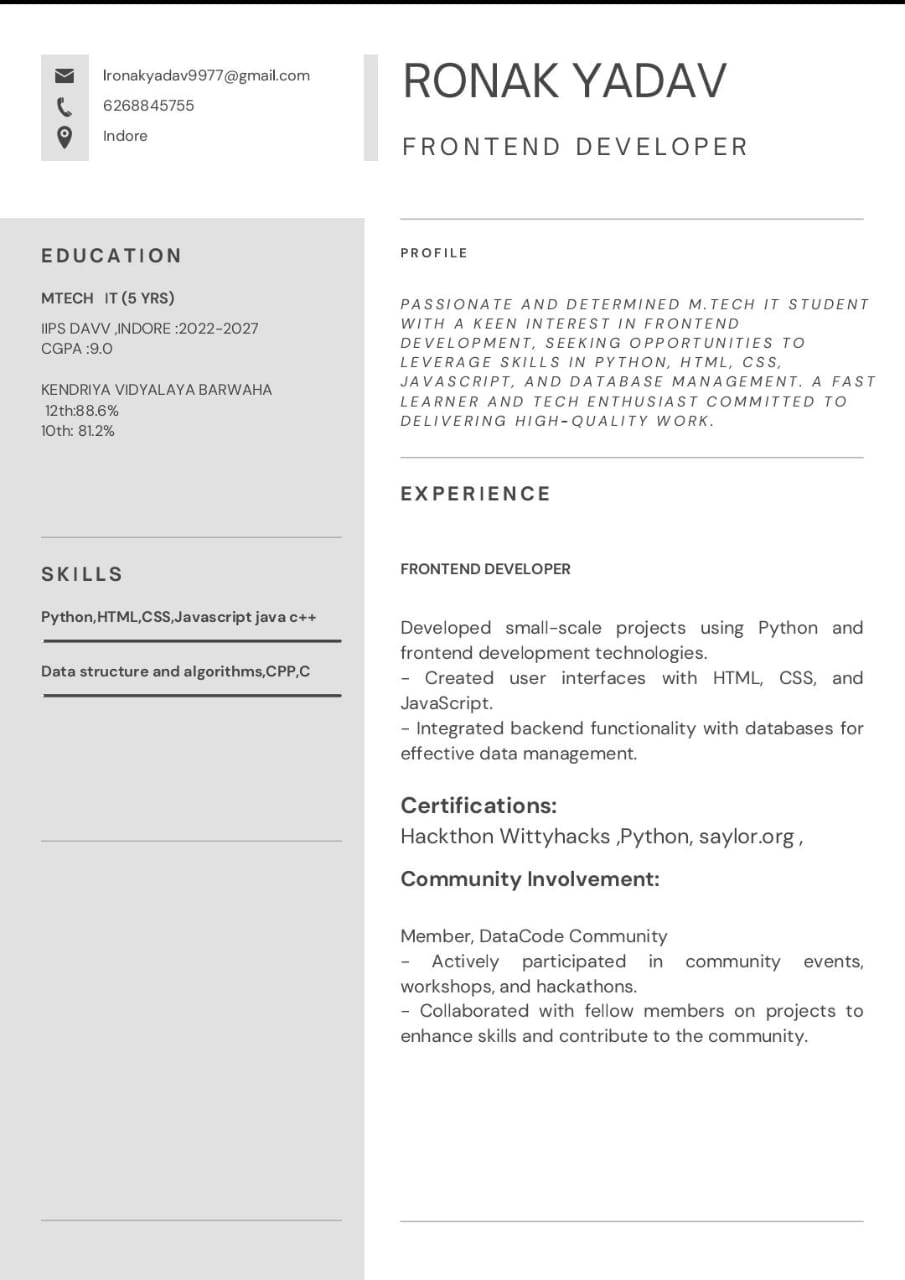 lronakyadav9977@gmail.com
6268845755
Indore
RONAK YADAV
FRONTEND DEVELOPER
EDUCATION
MTECH IT (5 YRS)
IIPS DAVV ,INDORE :2022-2027
CGPA :9.0
KENDRIYA VIDYALAYA BARWAHA
12th:88.6%
10th: 81.2%
SKILLS
Python,HTML,CSS,Javascript java c++
Data structure and algorithms,CPP,C
PROFILE
PASSIONATE AND DETERMINED M.TECH IT STUDENT
WITH A KEEN INTEREST IN FRONTEND
DEVELOPMENT, SEEKING OPPORTUNITIES TO
LEVERAGE SKILLS IN PYTHON, HTML, CSS,
JAVASCRIPT, AND DATABASE MANAGEMENT. A FAST
LEARNER AND TECH ENTHUSIAST COMMITTED TO
DELIVERING HIGH-QUALITY WORK.
EXPERIENCE
FRONTEND DEVELOPER
Developed small-scale projects using Python and
frontend development technologies.
- Created user interfaces with HTML, CSS, and
JavaScript.
- Integrated backend functionality with databases for
effective data management.
Certifications:
Hackthon Wittyhacks ,Python, saylor.org ,
Community Involvement:
Member, DataCode Community
- Actively participated in community events,
workshops, and hackathons.
- Collaborated with fellow members on projects to
enhance skills and contribute to the community.